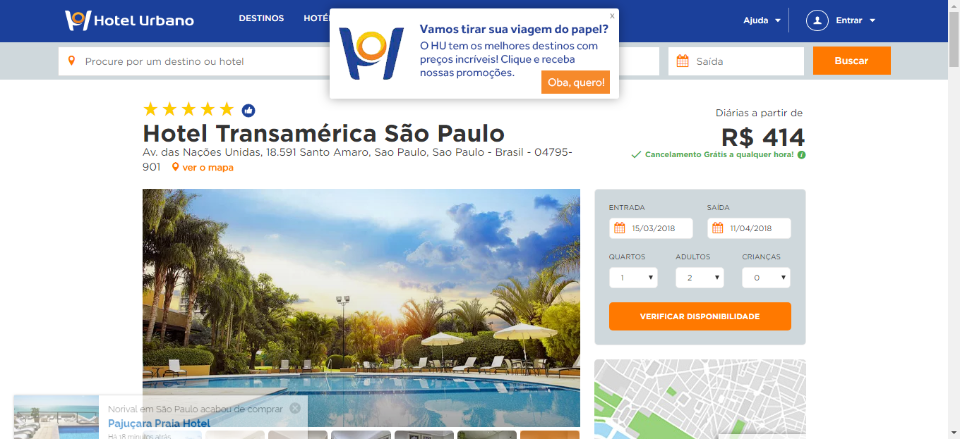 Hotel Urbano
DESTINOS
Ajuda
Entrar
x
Vamos tirar sua viagem do papel?
O HU tem os melhores destinos com
preços incríveis! Clique e receba
nossas promoções.
Oba, quero!
Procure por um destino ou hotel
Saída
Buscar
Hotel Transamérica São Paulo
Av. das Nações Unidas, 18.591 Santo Amaro, Sao Paulo, Sao Paulo - Brasil - 04795-
901 ver o mapa
Diárias a partir de
R$ 414
Cancelamento Grátis a qualquer hora!
ENTRADA
SAÍDA
15/03/2018
11/04/2018
QUARTOS
ADULTOS
CRIANÇAS
1
2
0
VERIFICAR DISPONIBILIDADE
Norival em São Paulo acabou de comprar
Pajuçara Praia Hotel
Há 18 minutos atrás